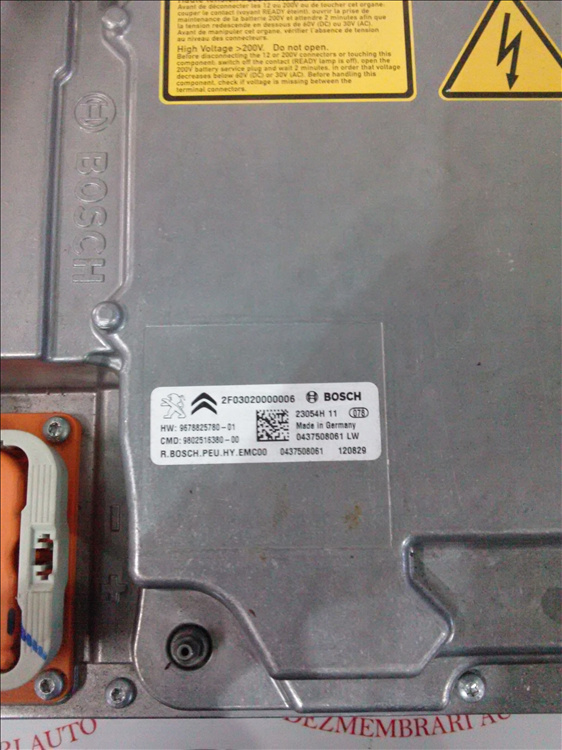 Avant de déconnecter les 12 ou 200V ou de toucher cet organe,
couper le contact (voyant READY éteint), ouvrir la prise de
maintenance de la batterie 200V et attendre 2 minutes afin que
la tension redescende en dessous de 60V (DC) ou 30V (AC).
Avant de manipuler cet organe, vérifier l'absence de tension
au niveau des connecteurs.
High Voltage >200V. Do not open.
Before disconnecting the 12 or 200V connectors or touching this
component, switch off the contact (READY lamp is off), open the
200V battery service plug and wait 2 minutes, in order that voltage
decreases below 60V (DC) or 30V (AC). Before handling this
component, check if voltage is missing between the
terminal connectors.
BOSCH
2F03020000006 BOSCH
23054H 11 078
HW: 9678825780-01 Made in Germany
CMD: 9802516380-00 0437508061 LW
R.BOSCH.PEU.HY.EMC00 0437508061 120829
- +
RI AUTO
DEZMEMBRARI AU